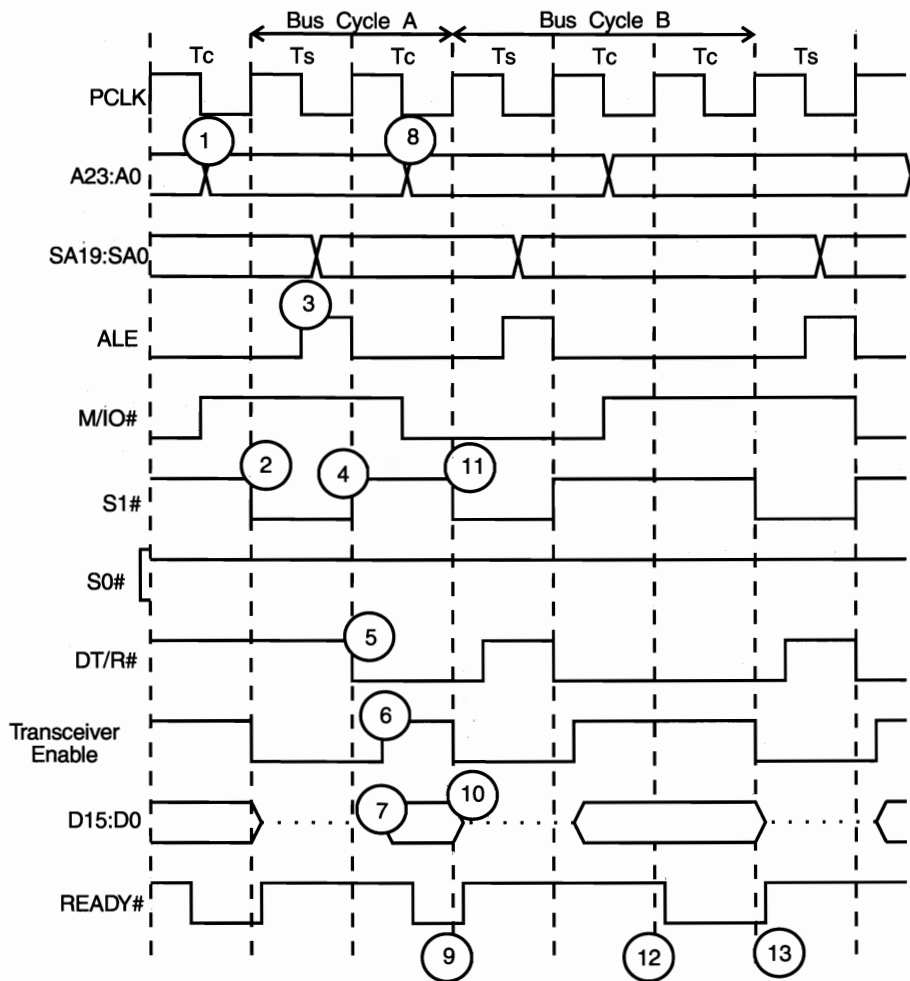 Bus Cycle A
Bus Cycle B
Tc
Ts
Tc
Ts
Tc
Tc
Ts
PCLK
1
8
A23:A0
SA19:SA0
3
ALE
M/IO#
2
4
11
S1#
S0#
5
DT/R#
6
Transceiver
Enable
10
7
D15:D0
READY#
9
12
13